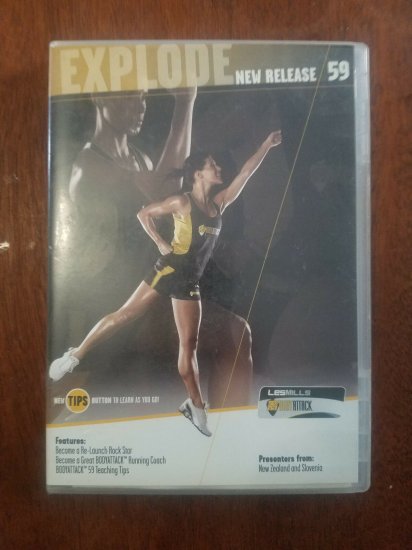 EXPLODE NEW RELEASE 59
NEW TIPS BUTTON TO LEARN AS YOU GO!
LESMILLS
BODYATTACK
Features:
Become a Re-Launch Rock Star
Become a Great BODYATTACK™ Running Coach
BODYATTACK™ 59 Teaching Tips
Presenters from:
New Zealand and Slovenia